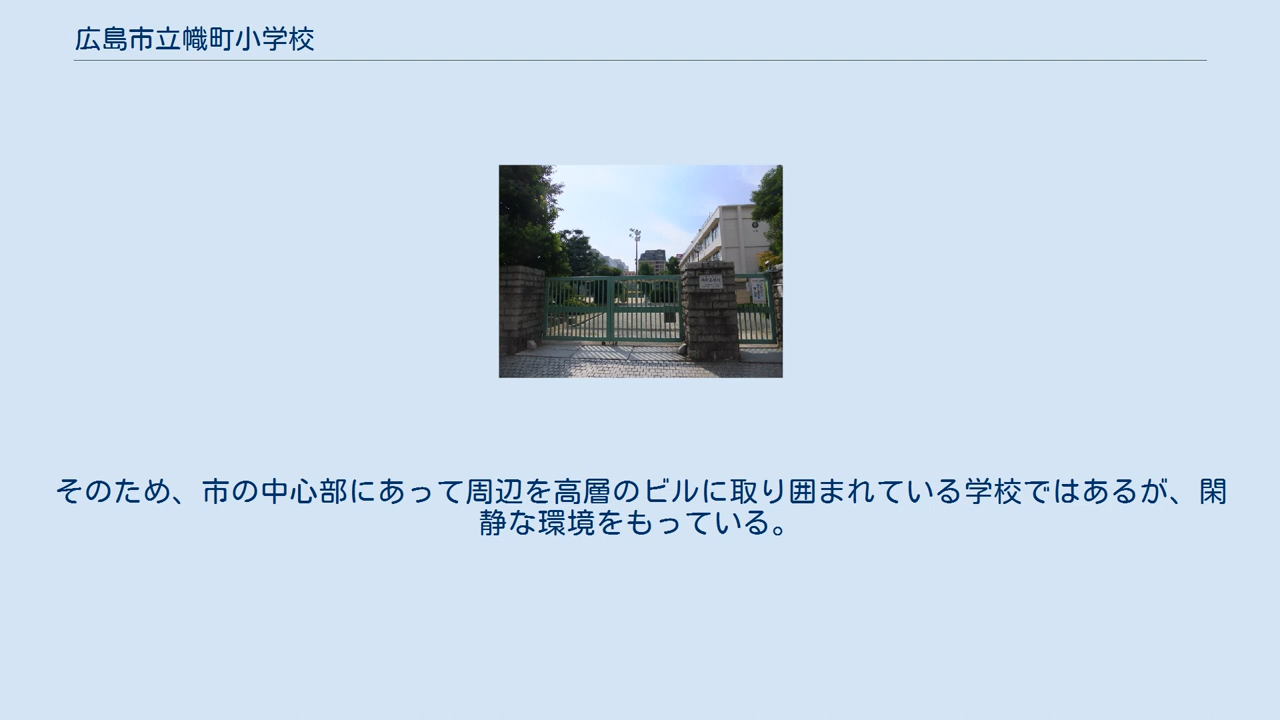 広島市立幟町小学校
そのため、市の中心部にあって周辺を高層のビルに取り囲まれている学校ではあるが、閑
静な環境をもっている。